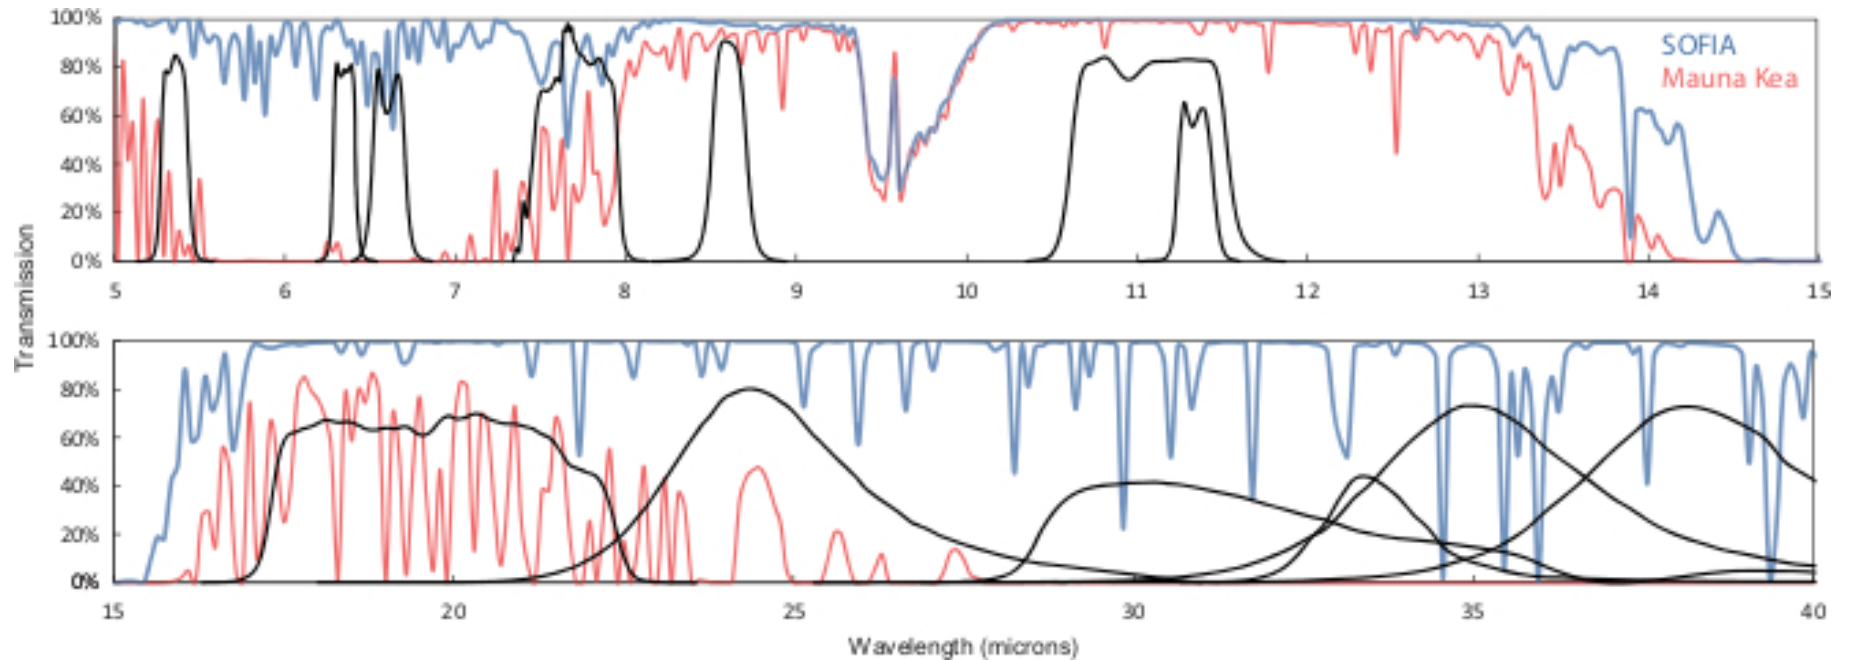 100%
80%
60%
40%
20%
0%
SOFIA
Mauna Kea
5 6 7 8 9 10 11 12 13 14 15
Transmission
100%
80%
60%
40%
20%
0%
15 20 25 30 35 40
Wavelength (microns)